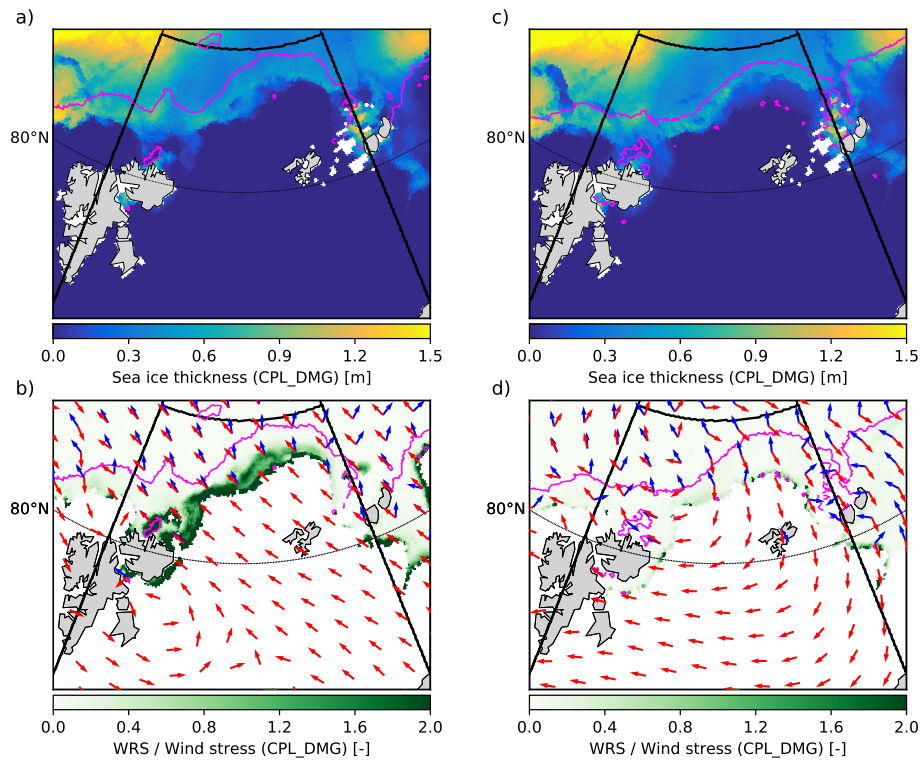 a)
c)
80°N
80°N
0.0 0.3 0.6 0.9 1.2 1.5
0.0 0.3 0.6 0.9 1.2 1.5
Sea ice thickness (CPL_DMG) [m]
Sea ice thickness (CPL_DMG) [m]
b)
d)
80°N
80°N
0.0 0.4 0.8 1.2 1.6 2.0
0.0 0.4 0.8 1.2 1.6 2.0
WRS / Wind stress (CPL_DMG) [-]
WRS / Wind stress (CPL_DMG) [-]